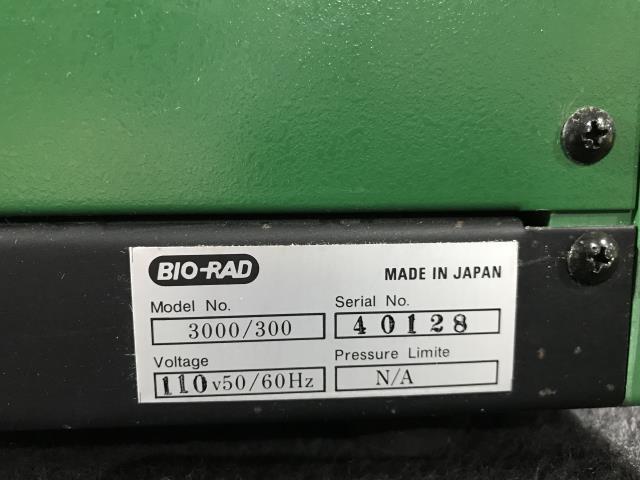 BIO-RAD
MADE IN JAPAN
Model No.
Serial No.
3000/300
40128
Voltage
Pressure Limite
110v50/60Hz
N/A